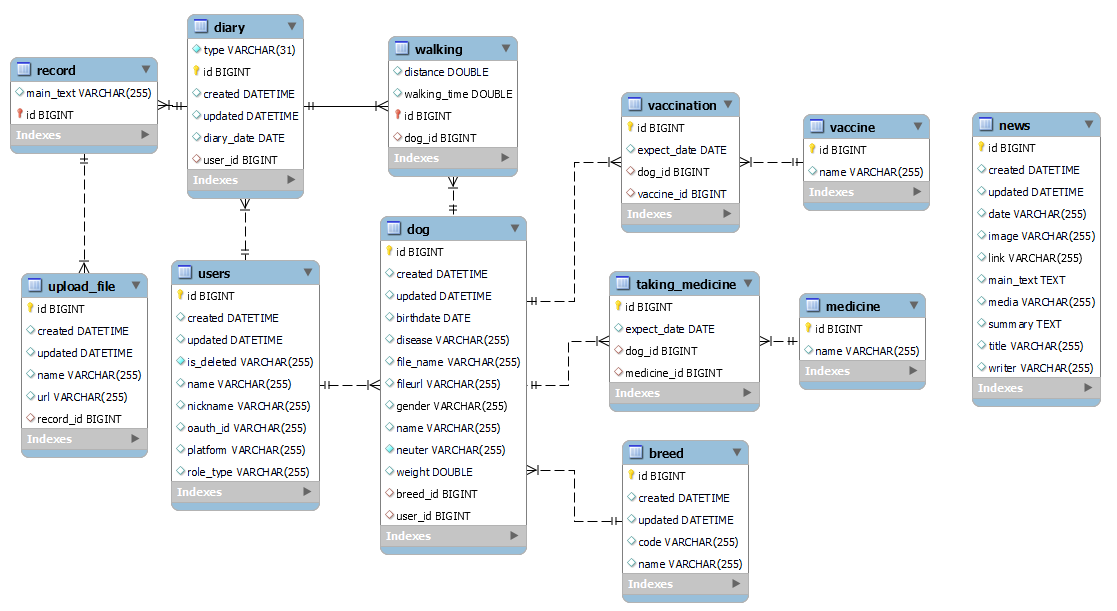 record
main_text VARCHAR(255)
id BIGINT
Indexes
diary
type VARCHAR(31)
id BIGINT
created DATETIME
updated DATETIME
diary_date DATE
user_id BIGINT
Indexes
walking
distance DOUBLE
walking_time DOUBLE
id BIGINT
dog_id BIGINT
Indexes
vaccination
id BIGINT
expect_date DATE
dog_id BIGINT
vaccine_id BIGINT
Indexes
vaccine
id BIGINT
name VARCHAR(255)
Indexes
news
id BIGINT
created DATETIME
updated DATETIME
date VARCHAR(255)
image VARCHAR(255)
link VARCHAR(255)
main_text TEXT
media VARCHAR(255)
summary TEXT
title VARCHAR(255)
writer VARCHAR(255)
Indexes
upload_file
id BIGINT
created DATETIME
updated DATETIME
name VARCHAR(255)
url VARCHAR(255)
record_id BIGINT
Indexes
users
id BIGINT
created DATETIME
updated DATETIME
is_deleted VARCHAR(255)
name VARCHAR(255)
nickname VARCHAR(255)
oauth_id VARCHAR(255)
platform VARCHAR(255)
role_type VARCHAR(255)
Indexes
dog
id BIGINT
created DATETIME
updated DATETIME
birthdate DATE
disease VARCHAR(255)
file_name VARCHAR(255)
fileurl VARCHAR(255)
gender VARCHAR(255)
name VARCHAR(255)
neuter VARCHAR(255)
weight DOUBLE
breed_id BIGINT
user_id BIGINT
Indexes
taking_medicine
id BIGINT
expect_date DATE
dog_id BIGINT
medicine_id BIGINT
Indexes
medicine
id BIGINT
name VARCHAR(255)
Indexes
breed
id BIGINT
created DATETIME
updated DATETIME
code VARCHAR(255)
name VARCHAR(255)
Indexes